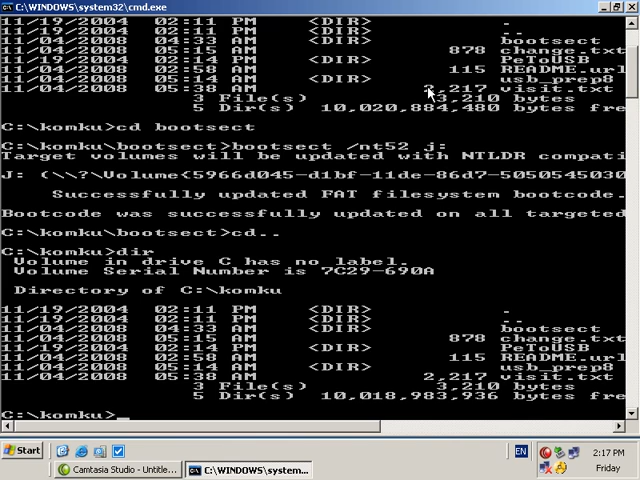 C:\WINDOWS\system32\cmd.exe
11/19/2004 02:11 PM <DIR> .
11/19/2004 02:11 PM <DIR> ..
11/04/2008 04:33 AM <DIR> bootsect
11/04/2008 05:15 AM 878 change.txt
11/19/2004 02:14 PM <DIR> PeToUSB
11/04/2008 02:58 AM 115 README.url
11/19/2004 05:14 AM <DIR> usb_prep8
11/04/2008 05:38 AM 2,217 visit.txt
3 File(s) 3,210 bytes
5 Dir(s) 10,020,884,480 bytes fre
C:\komku>cd bootsect
C:\komku\bootsect>bootsect /nt52 j:
Target volumes will be updated with NTLDR compati
J: (\\?\Volume{5966d045-d1bf-11de-86d7-5050545030
Successfully updated FAT filesystem bootcode.
Bootcode was successfully updated on all targeted
C:\komku\bootsect>cd..
C:\komku>dir
Volume in drive C has no label.
Volume Serial Number is 7C29-690A
Directory of C:\komku
11/19/2004 02:11 PM <DIR> .
11/19/2004 02:11 PM <DIR> ..
11/04/2008 04:33 AM <DIR> bootsect
11/04/2008 05:15 AM 878 change.txt
11/19/2004 02:14 PM <DIR> PeToUSB
11/04/2008 02:58 AM 115 README.url
11/19/2004 05:14 AM <DIR> usb_prep8
11/04/2008 05:38 AM 2,217 visit.txt
3 File(s) 3,210 bytes
5 Dir(s) 10,018,983,936 bytes fre
C:\komku>_
Start
Camtasia Studio - Untitle...
C:\WINDOWS\system...
EN
2:17 PM
Friday